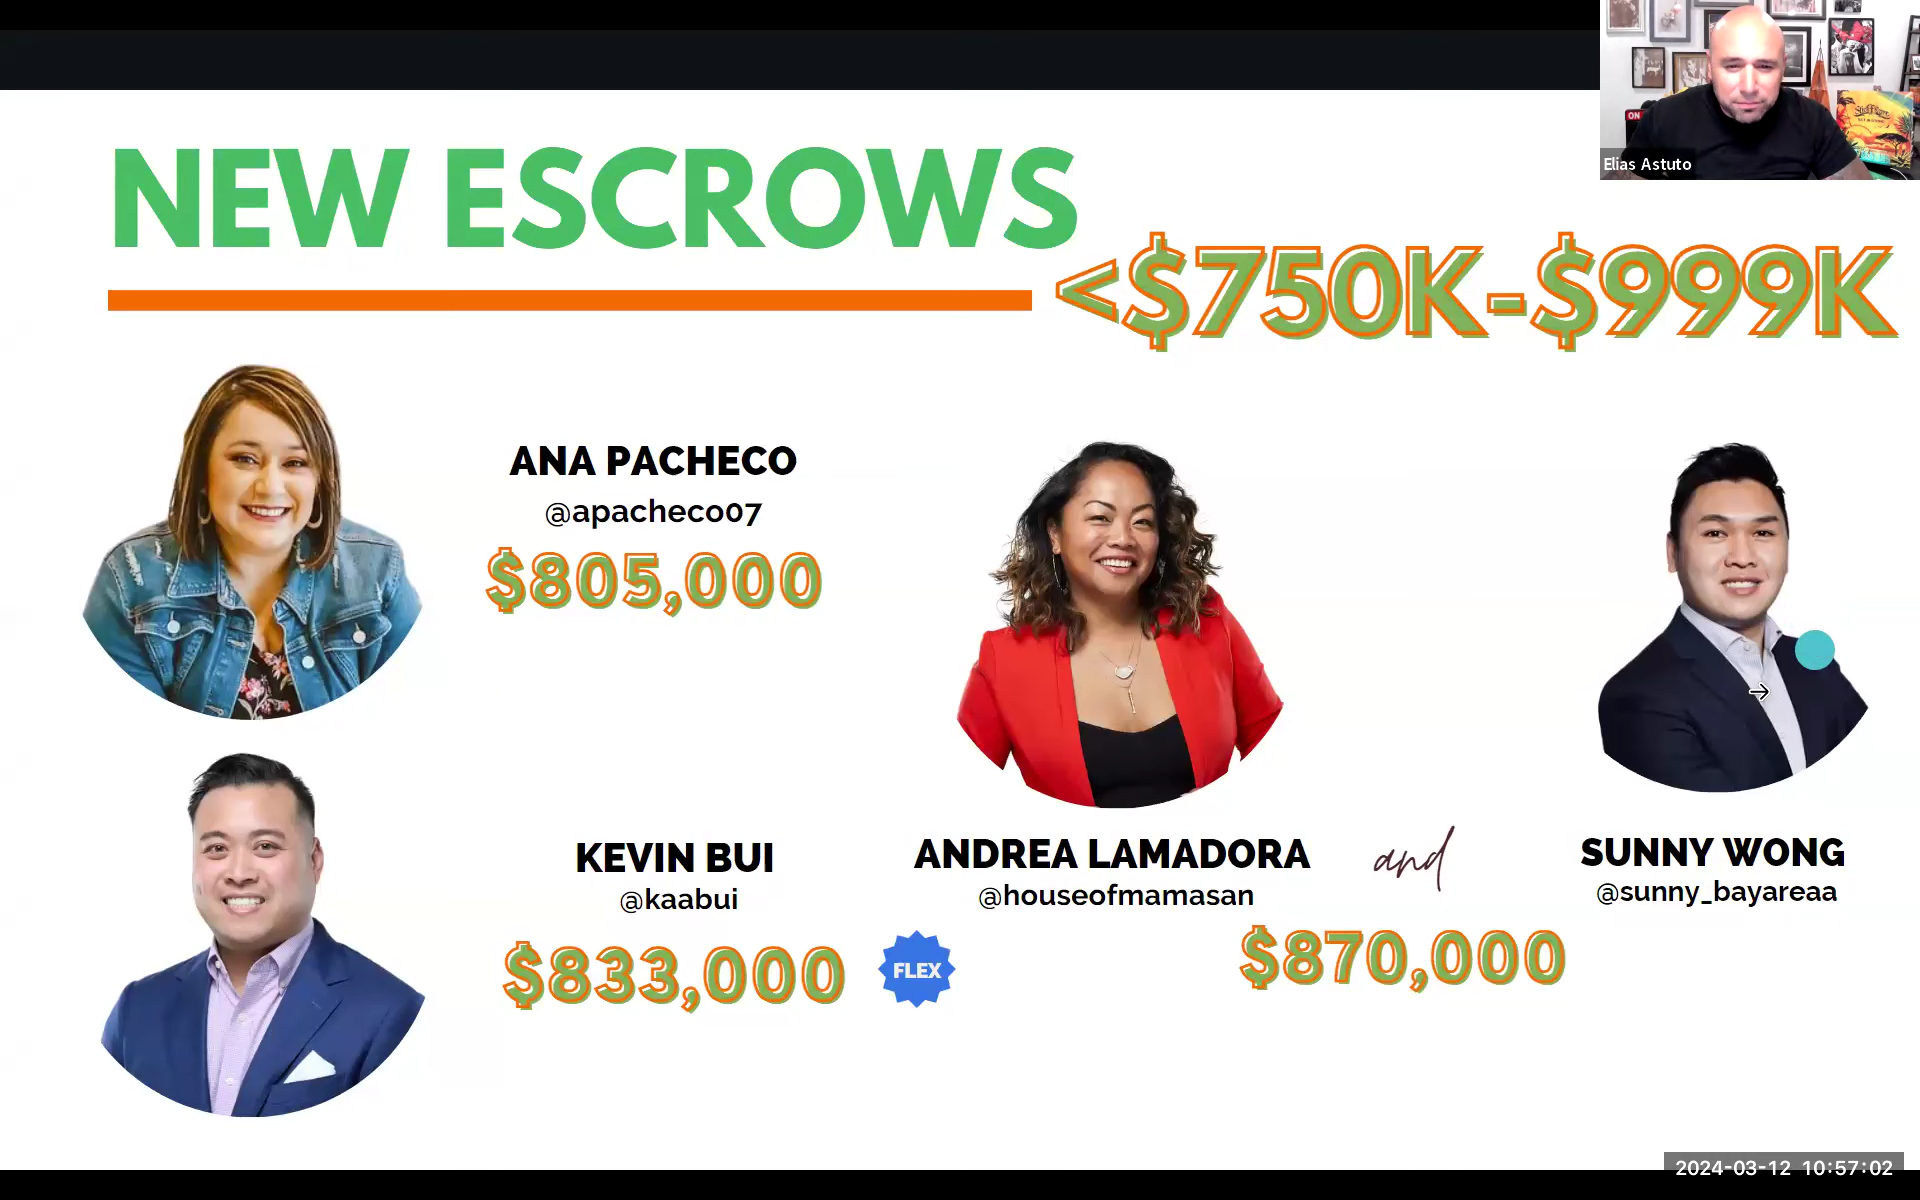 Elias Astuto
ON
NEW ESCROWS
<$750K-$999K
ANA PACHECO
@apacheco07
$805,000
KEVIN BUI
@kaabui
$833,000
FLEX
ANDREA LAMADORA
@houseofmamasan
and
SUNNY WONG
@sunny_bayareaa
$870,000
2024-03-12 10:57:02